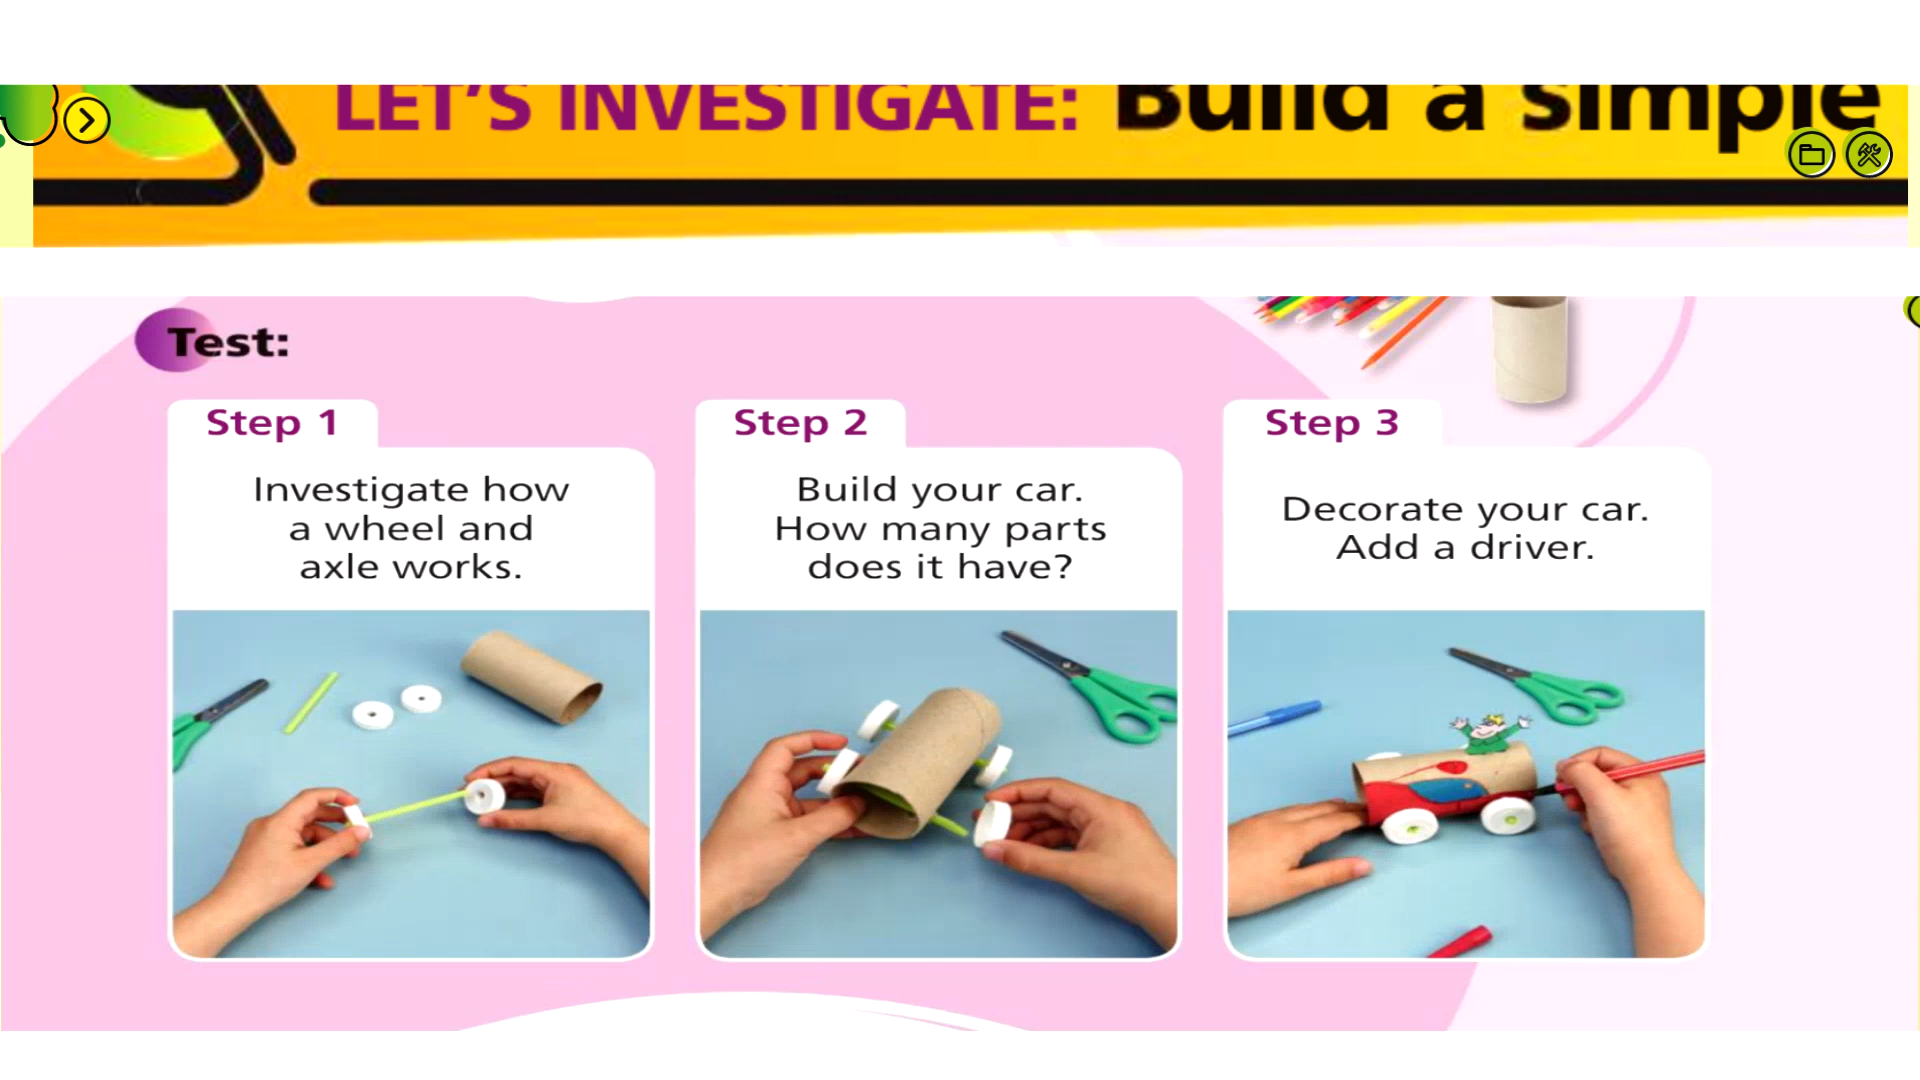 LET'S INVESTIGATE: Build a simple
Test:
Step 1
Investigate how
a wheel and
axle works.
Step 2
Build your car.
How many parts
does it have?
Step 3
Decorate your car.
Add a driver.